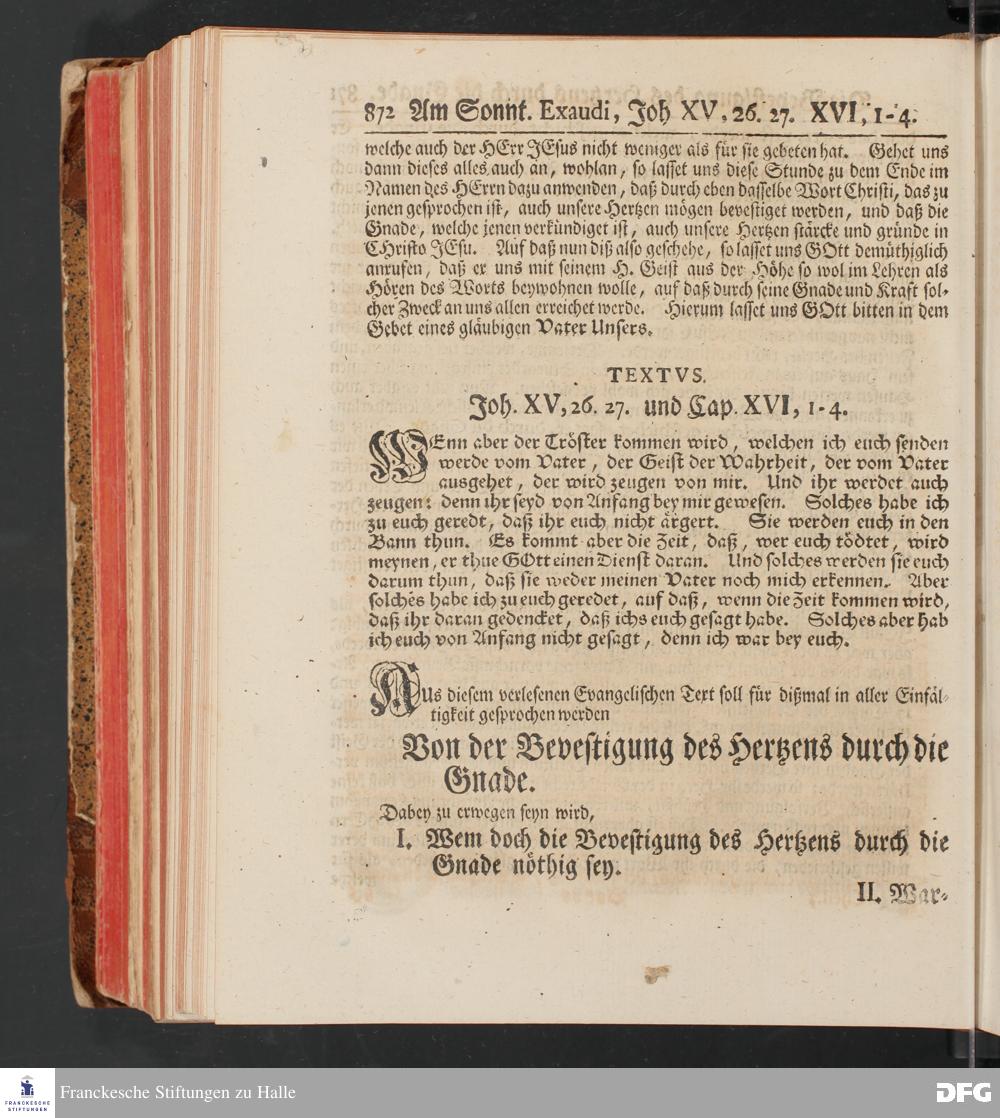 872 Am Sonnt. Exaudi, Joh XV, 26. 27. XVI, 1-4.
welche auch der HErr JEsus nicht weniger als für sie gebeten hat. Gehet uns
dann dieses alles auch an, wohlan, so lasset uns diese Stunde zu dem Ende im
Namen des HErrn dazu anwenden, daß durch eben dasselbe Wort Christi, das zu
jenen gesprochen ist, auch unsere Hertzen mögen bevestiget werden, und daß die
Gnade, welche jenen verkündiget ist, auch unsere Hertzen stärcke und gründe in
CHristo JEsu. Auf daß nun diß also geschehe, so lasset uns GOtt demüthiglich
anrufen, daß er uns mit seinem H. Geist aus der Höhe so wol im Lehren als
Hören des Worts beywohnen wolle, auf daß durch seine Gnade und Kraft sol-
cher Zweck an uns allen erreichet werde. Hierum lasset uns GOtt bitten in dem
Gebet eines gläubigen Vater Unsers.
TEXTVS.
Joh. XV, 26. 27. und Cap. XVI, 1-4.
WEnn aber der Tröster kommen wird, welchen ich euch senden
werde vom Vater, der Geist der Wahrheit, der vom Vater
ausgehet, der wird zeugen von mir. Und ihr werdet auch
zeugen: denn ihr seyd von Anfang bey mir gewesen. Solches habe ich
zu euch geredt, daß ihr euch nicht ärgert. Sie werden euch in den
Bann thun. Es kommt aber die Zeit, daß, wer euch tödtet, wird
meynen, er thue GOtt einen Dienst daran. Und solches werden sie euch
darum thun, daß sie weder meinen Vater noch mich erkennen. Aber
solches habe ich zu euch geredet, auf daß, wenn die Zeit kommen wird,
daß ihr daran gedencket, daß ichs euch gesagt habe. Solches aber hab
ich euch von Anfang nicht gesagt, denn ich war bey euch.
AUs diesem verlesenen Evangelischen Text soll für dißmal in aller Einfäl-
tigkeit gesprochen werden
Von der Bevestigung des Hertzens durch die
Gnade.
Dabey zu erwegen seyn wird,
I. Wem doch die Bevestigung des Hertzens durch die
Gnade nöthig sey.
II. War-
FRANCKESCHE
STIFTUNGEN
Franckesche Stiftungen zu Halle
DFG